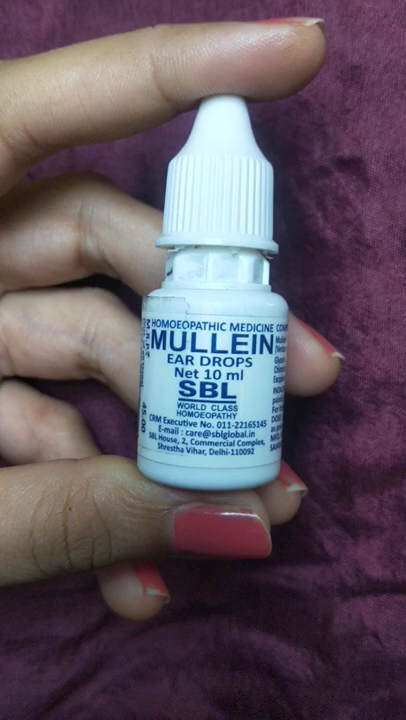 HOMOEOPATHIC MEDICINE
MULLEIN
EAR DROPS
Net 10 ml
SBL
WORLD CLASS
HOMOEOPATHY
CRM Executive No. 011-22165145
E-mail : care@sblglobal.in
SBL House, 2, Commercial Complex,
Shrestha Vihar, Delhi-110092
M.R.P.
45.00